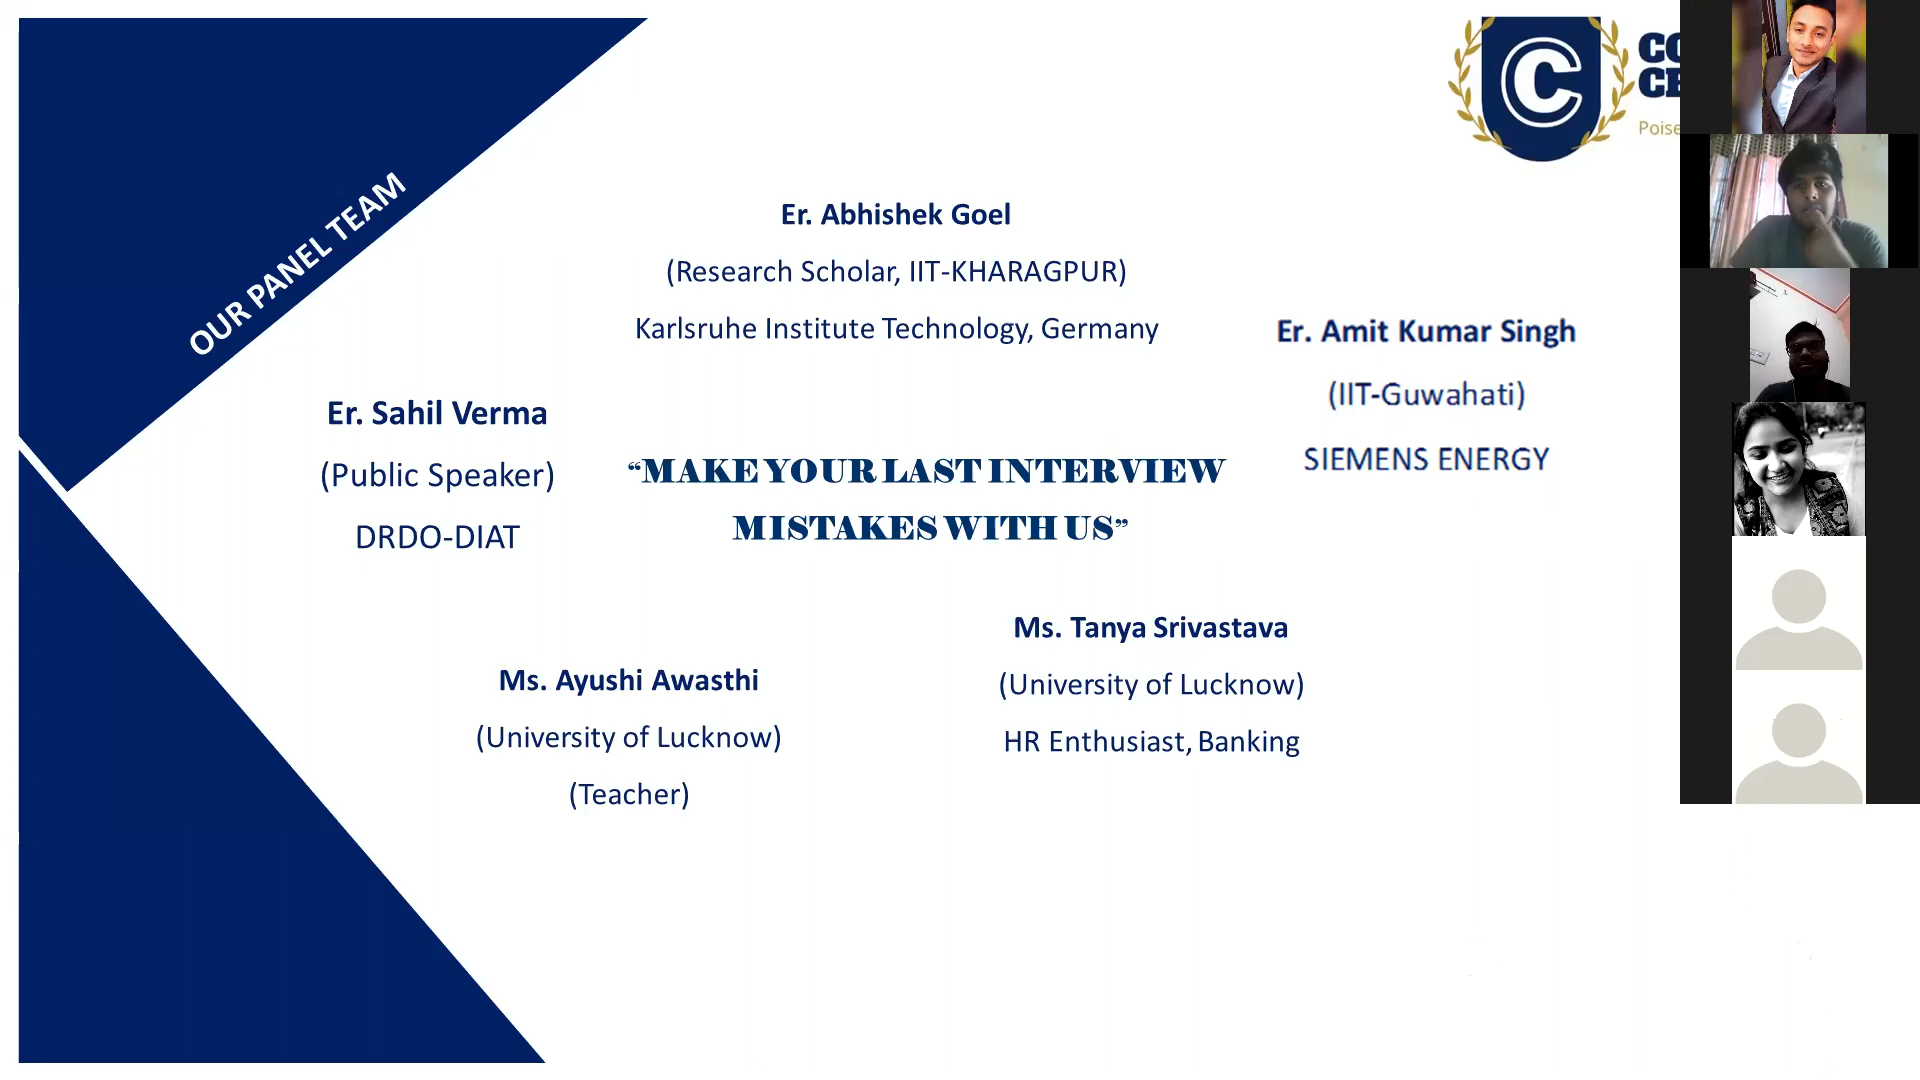 OUR PANEL TEAM
C
Poise
Er. Abhishek Goel
(Research Scholar, IIT-KHARAGPUR)
Karlsruhe Institute Technology, Germany
Er. Amit Kumar Singh
(IIT-Guwahati)
SIEMENS ENERGY
Er. Sahil Verma
(Public Speaker)
DRDO-DIAT
“MAKE YOUR LAST INTERVIEW
MISTAKES WITH US”
Ms. Ayushi Awasthi
(University of Lucknow)
(Teacher)
Ms. Tanya Srivastava
(University of Lucknow)
HR Enthusiast, Banking